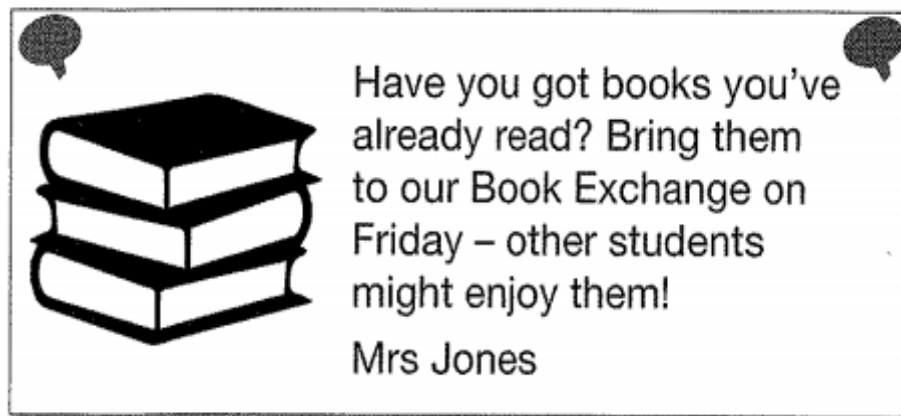 Have you got books you've
already read? Bring them
to our Book Exchange on
Friday – other students
might enjoy them!
Mrs Jones